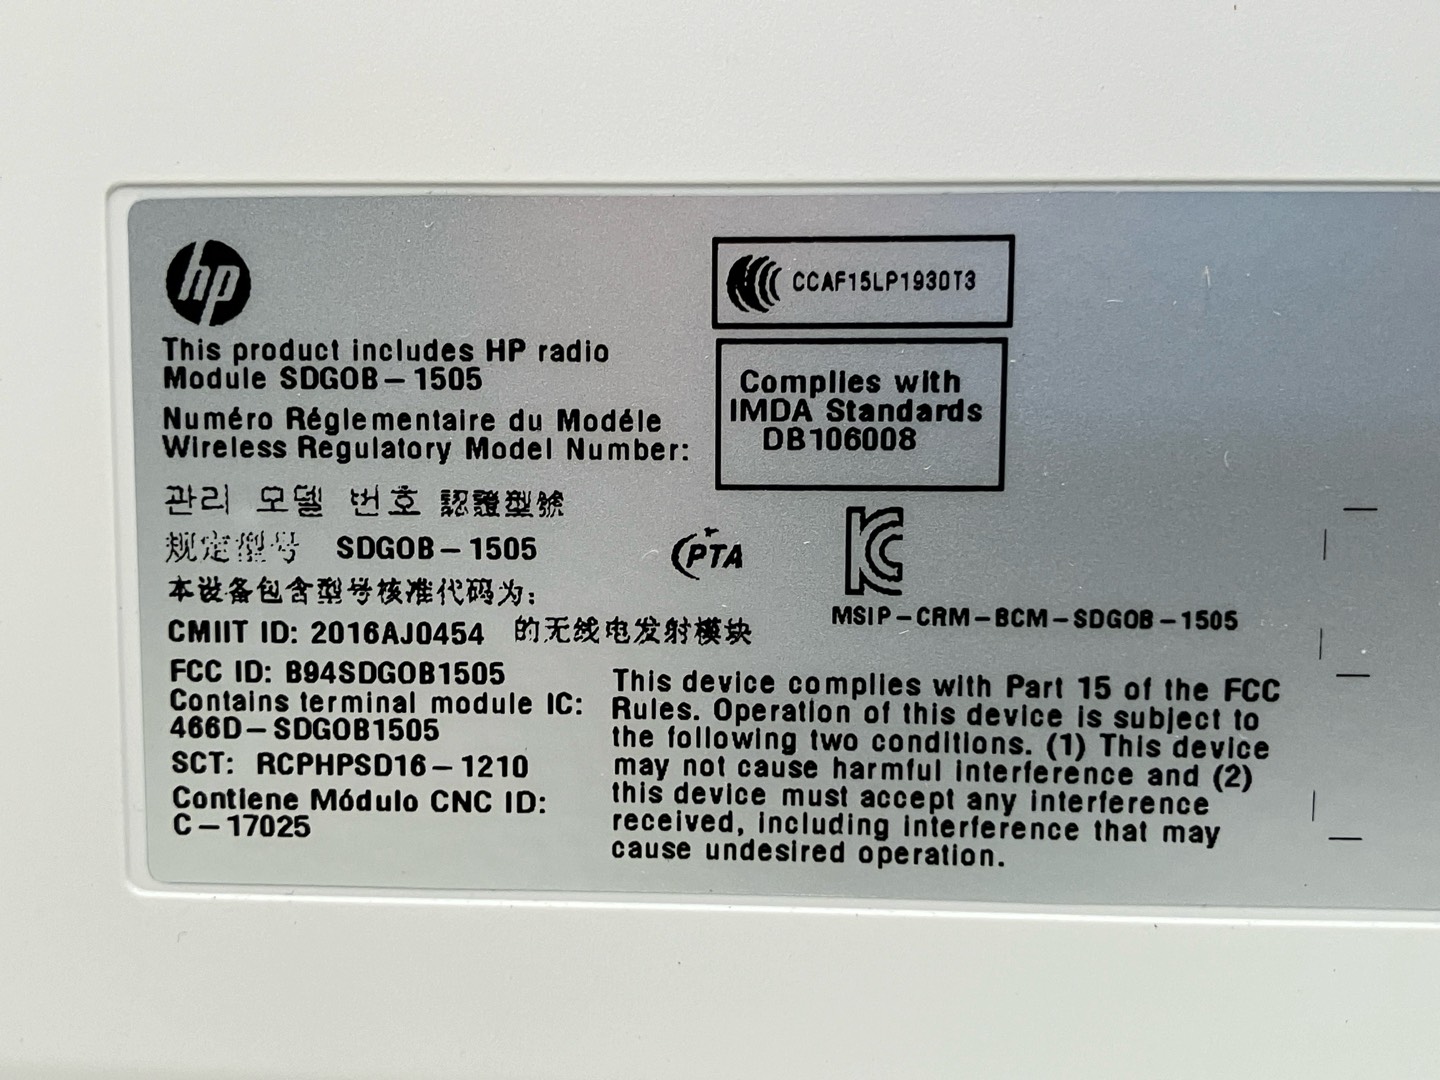 hp
This product includes HP radio
Module SDGOB-1505
Numéro Réglementaire du Modéle
Wireless Regulatory Model Number:
관리 모델 번호 認證型號
规定型号 SDGOB-1505
本设备包含型号核准代码为:
CMIIT ID: 2016AJ0454 的无线电发射模块
FCC ID: B94SDGOB1505
Contains terminal module IC:
466D-SDGOB1505
SCT: RCPHPSD16-1210
Contiene Módulo CNC ID:
C-17025
CCAF15LP1930T3
Complies with
IMDA Standards
DB106008
PTA
MSIP-CRM-BCM-SDGOB-1505
This device complies with Part 15 of the FCC
Rules. Operation of this device is subject to
the following two conditions. (1) This device
may not cause harmful interference and (2)
this device must accept any interference
received, including interference that may
cause undesired operation.